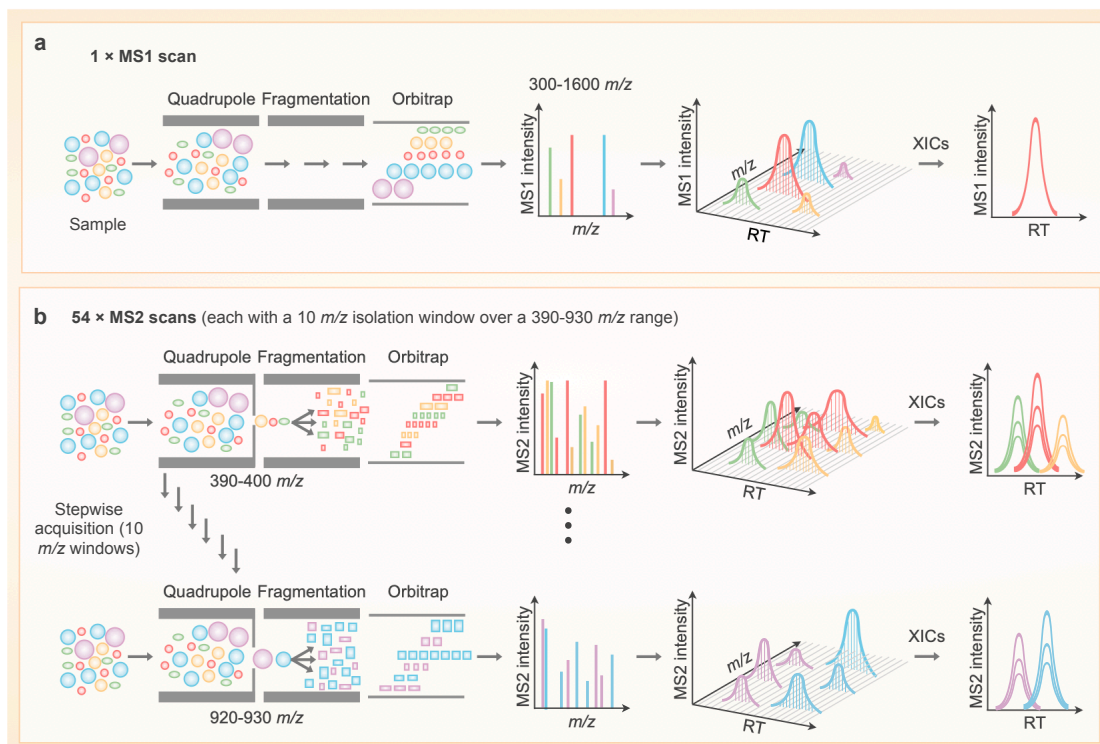 a
1 × MS1 scan
Quadrupole Fragmentation Orbitrap
300-1600 m/z
Sample
MS1 intensity
m/z
MS1 intensity
m/z
RT
XICs
MS1 intensity
RT
b
54 × MS2 scans (each with a 10 m/z isolation window over a 390-930 m/z range)
Quadrupole Fragmentation Orbitrap
390-400 m/z
MS2 intensity
m/z
MS2 intensity
m/z
RT
XICs
MS2 intensity
RT
Stepwise
acquisition (10
m/z windows)
Quadrupole Fragmentation Orbitrap
920-930 m/z
MS2 intensity
m/z
MS2 intensity
m/z
RT
XICs
MS2 intensity
RT